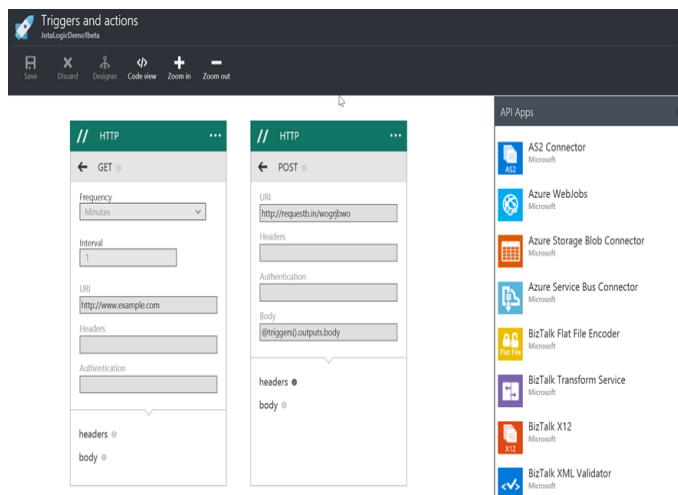 Triggers and actions
JotaLogicDemo1beta
Save
Discard
Designer
Code view
Zoom in
Zoom out
// HTTP
GET
Frequency
Minutes
Interval
1
URI
http://www.example.com
Headers
Authentication
headers
body
// HTTP
POST
URI
http://requestb.in/wogrjbwo
Headers
Authentication
Body
@triggers().outputs.body
headers
body
API Apps
AS2
AS2 Connector
Microsoft
Azure WebJobs
Microsoft
Azure Storage Blob Connector
Microsoft
Azure Service Bus Connector
Microsoft
Flat File
BizTalk Flat File Encoder
Microsoft
BizTalk Transform Service
Microsoft
X12
BizTalk X12
Microsoft
BizTalk XML Validator
Microsoft